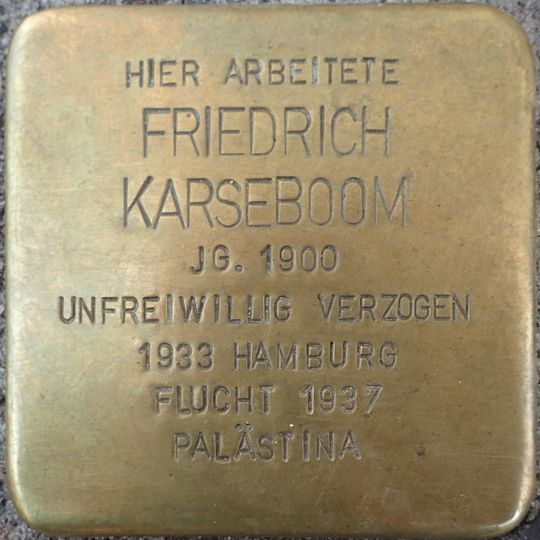 HIER ARBEITETE
FRIEDRICH
KARSEBOOM
JG. 1900
UNFREIWILLIG VERZOGEN
1933 HAMBURG
FLUCHT 1937
PALÄSTINA